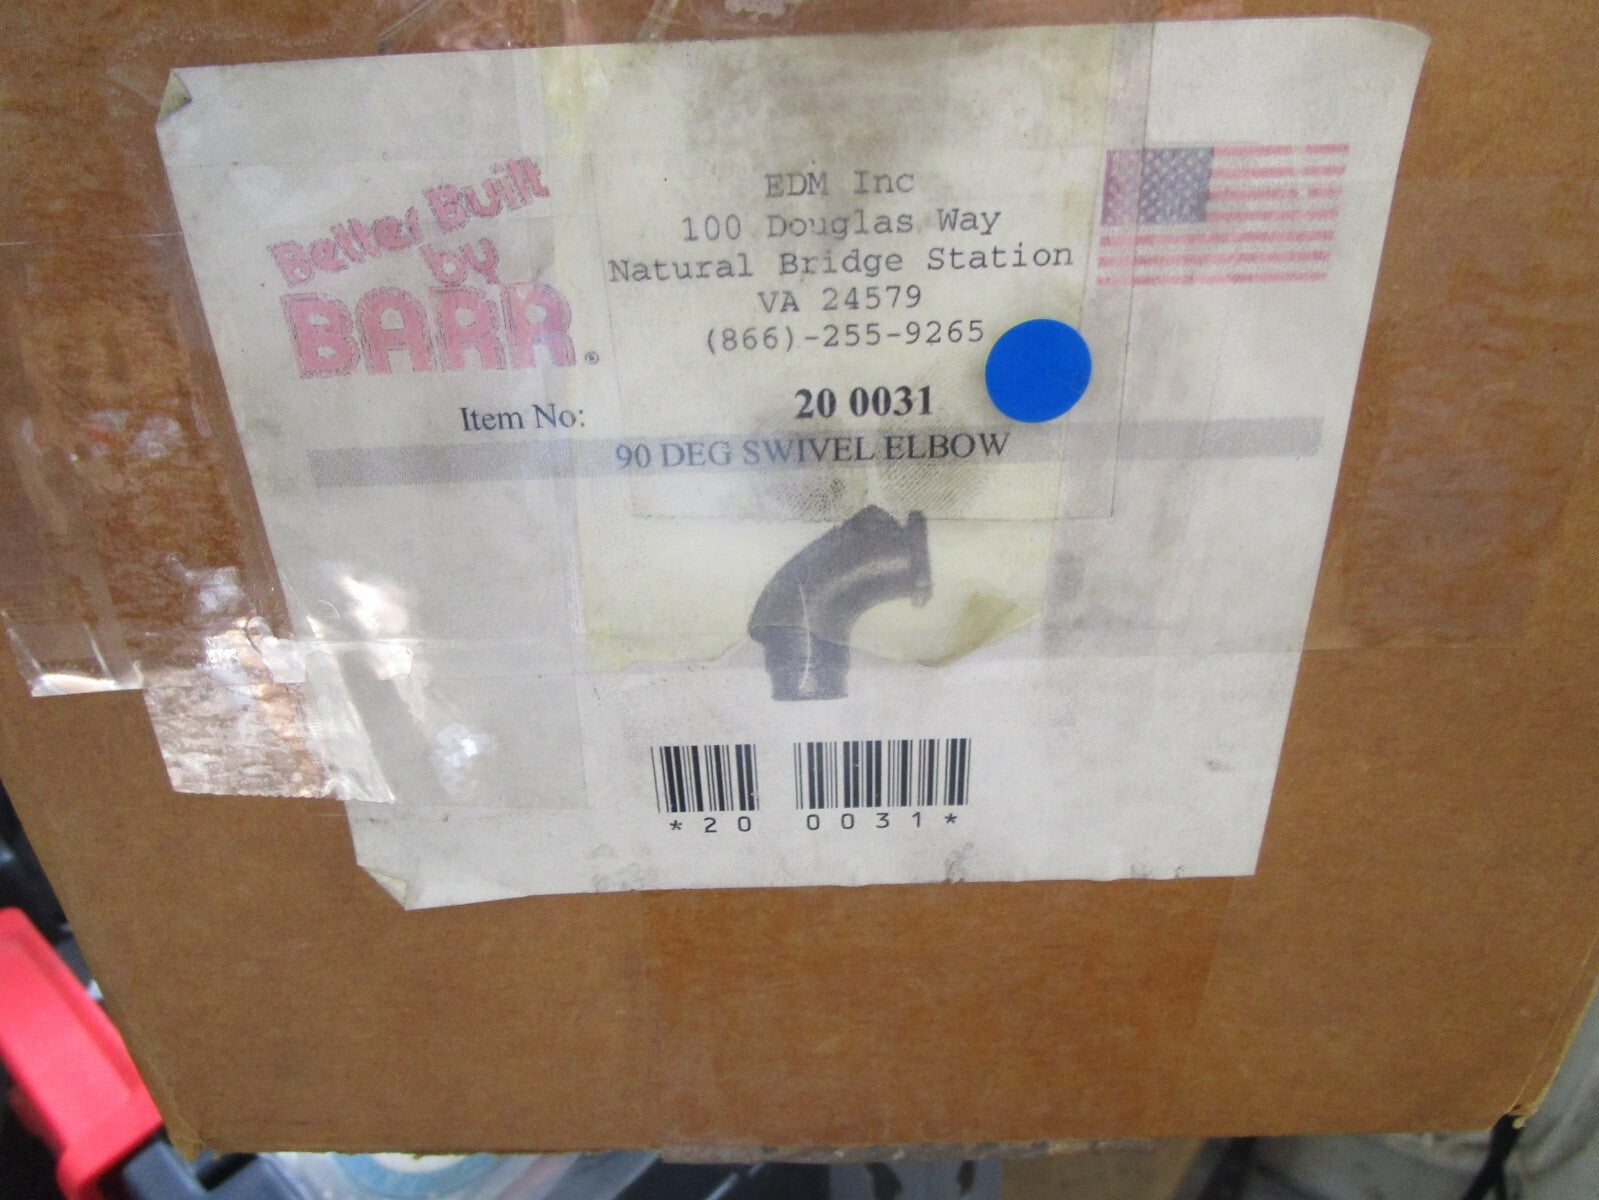 Better Built
by
BARR®
EDM Inc
100 Douglas Way
Natural Bridge Station
VA 24579
(866)-255-9265
Item No: 20 0031
90 DEG SWIVEL ELBOW
*20 0031*